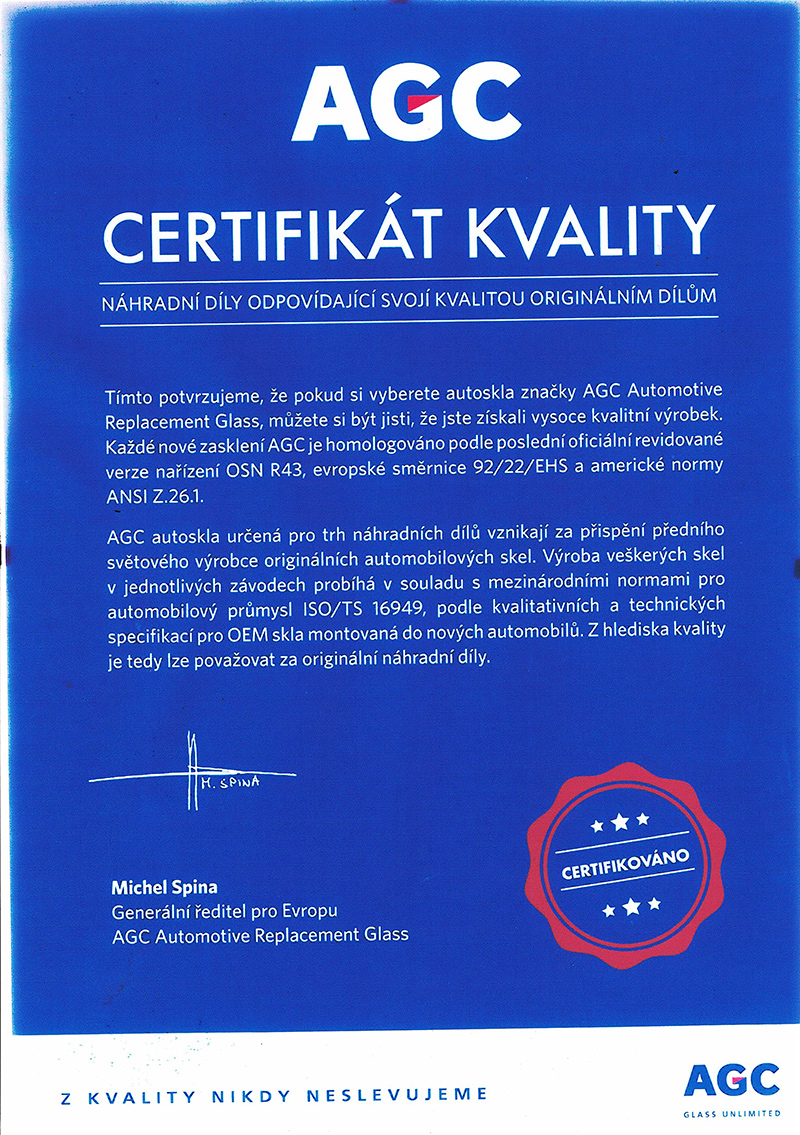 AGC
CERTIFIKÁT KVALITY
NÁHRADNÍ DÍLY ODPOVÍDAJÍCÍ SVOJÍ KVALITOU ORIGINÁLNÍM DÍLŮM
Tímto potvrzujeme, že pokud si vyberete autoskla značky AGC Automotive
Replacement Glass, můžete si být jisti, že jste získali vysoce kvalitní výrobek.
Každé nové zasklení AGC je homologováno podle poslední oficiální revidované
verze nařízení OSN R43, evropské směrnice 92/22/EHS a americké normy
ANSI Z.26.1.
AGC autoskla určená pro trh náhradních dílů vznikají za přispění předního
světového výrobce originálních automobilových skel. Výroba veškerých skel
v jednotlivých závodech probíhá v souladu s mezinárodními normami pro
automobilový průmysl ISO/TS 16949, podle kvalitativních a technických
specifikací pro OEM skla montovaná do nových automobilů. Z hlediska kvality
je tedy lze považovat za originální náhradní díly.
M. SPINA
Michel Spina
Generální ředitel pro Evropu
AGC Automotive Replacement Glass
CERTIFIKOVÁNO
Z KVALITY NIKDY NESLEVUJEME
AGC
GLASS UNLIMITED